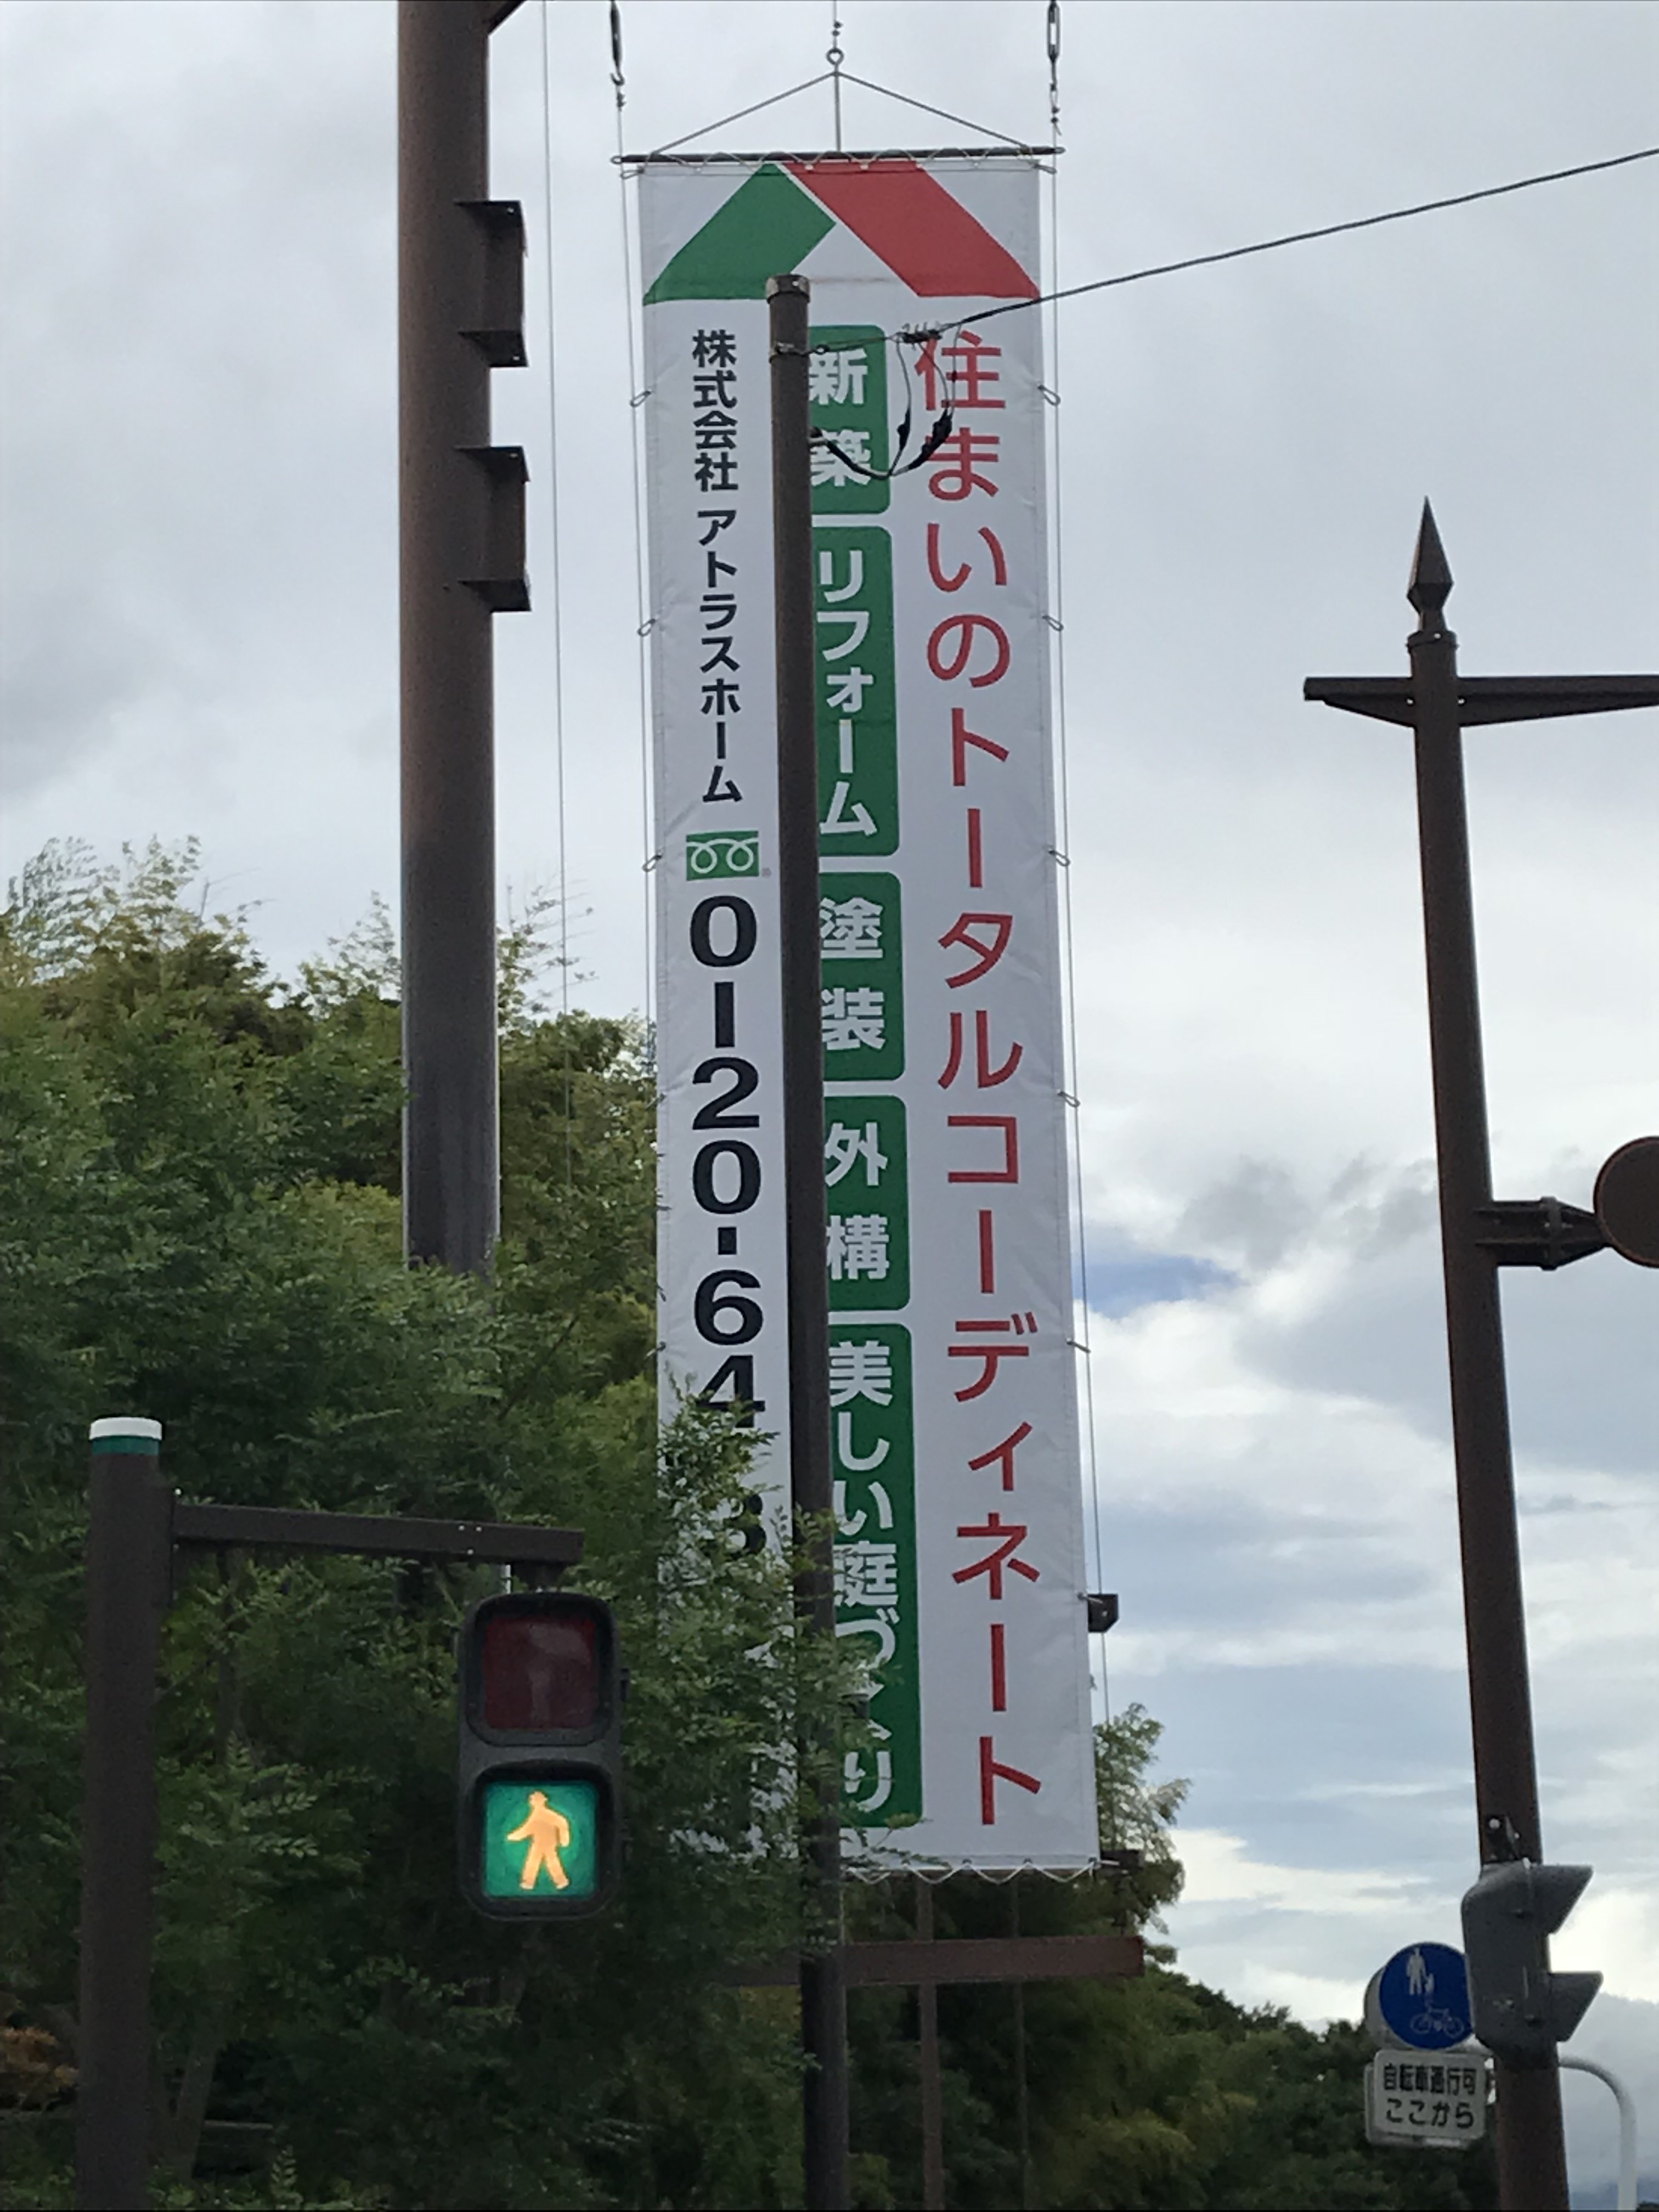 住まいのトータルコーディネート
新築
リフォーム
塗装
外構
美しい庭づくり
株式会社 アトラスホーム
0120-64
自転車通行可
ここから